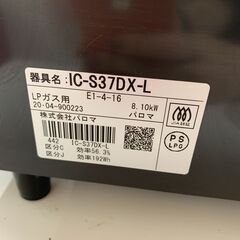 器具名:IC-S37DX-L
LPガス用 E1-4-16 8.10kW
20·04-900223 パロマ
株式会社パロマ
442 IC-S37DX-L
区分C 効率56.3%
区分J 効率192Wh
PS
LPG